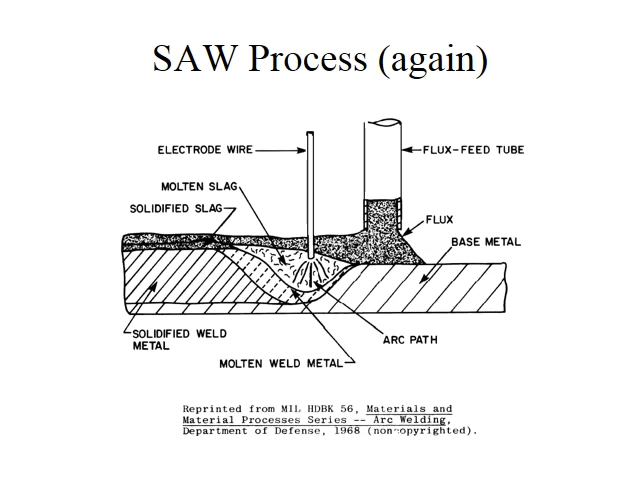 SAW Process (again)
ELECTRODE WIRE
FLUX-FEED TUBE
MOLTEN SLAG
SOLIDIFIED SLAG
FLUX
BASE METAL
SOLIDIFIED WELD
METAL
ARC PATH
MOLTEN WELD METAL
Reprinted from MIL HDBK 56, Materials and
Material Processes Series -- Arc Welding,
Department of Defense, 1968 (noncopyrighted).